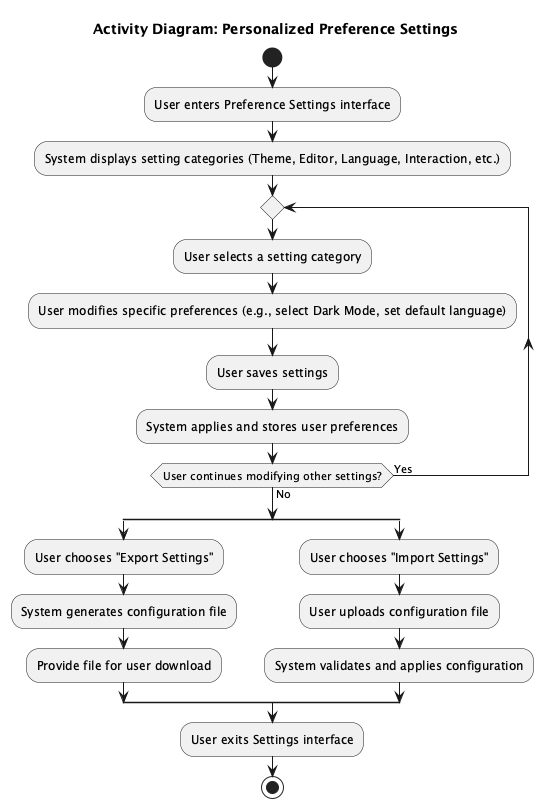 Activity Diagram: Personalized Preference Settings
User enters Preference Settings interface
System displays setting categories (Theme, Editor, Language, Interaction, etc.)
User selects a setting category
User modifies specific preferences (e.g., select Dark Mode, set default language)
User saves settings
System applies and stores user preferences
User continues modifying other settings?
Yes
No
User chooses "Export Settings"
System generates configuration file
Provide file for user download
User chooses "Import Settings"
User uploads configuration file
System validates and applies configuration
User exits Settings interface